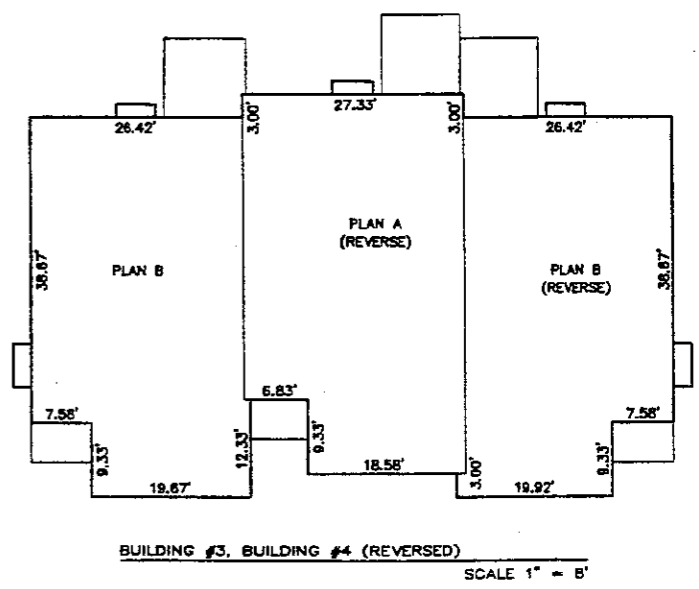 27.33'
26.42'
3.00'
3.00'
26.42'
PLAN A
(REVERSE)
PLAN B
PLAN B
(REVERSE)
38.67'
38.67'
6.83'
7.58'
7.58'
9.33'
12.33'
9.33'
9.33'
18.58'
3.00'
19.67'
19.92'
BUILDING #3, BUILDING #4 (REVERSED)
SCALE 1" = 8'